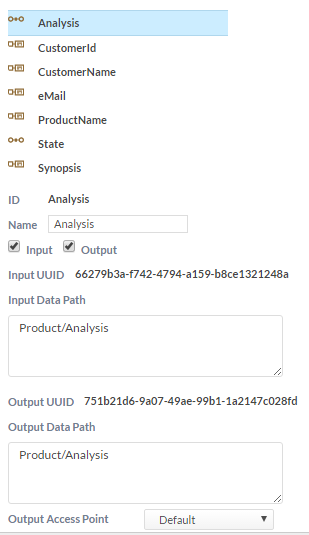 Analysis
CustomerId
CustomerName
eMail
ProductName
State
Synopsis
ID Analysis
Name Analysis
Input Output
Input UUID 66279b3a-f742-4794-a159-b8ce1321248a
Input Data Path
Product/Analysis
Output UUID 751b21d6-9a07-49ae-99b1-1a2147c028fd
Output Data Path
Product/Analysis
Output Access Point Default